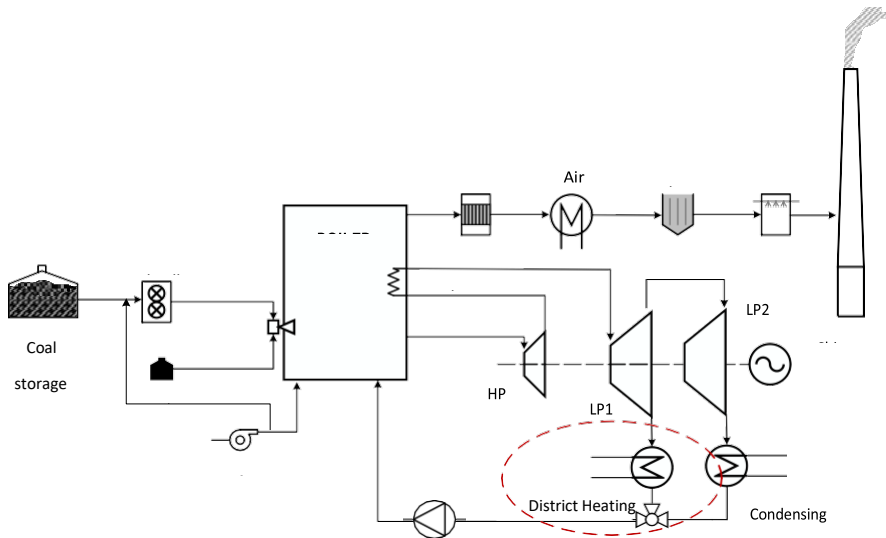 Air
LP2
Coal
storage
HP
LP1
District Heating
Condensing